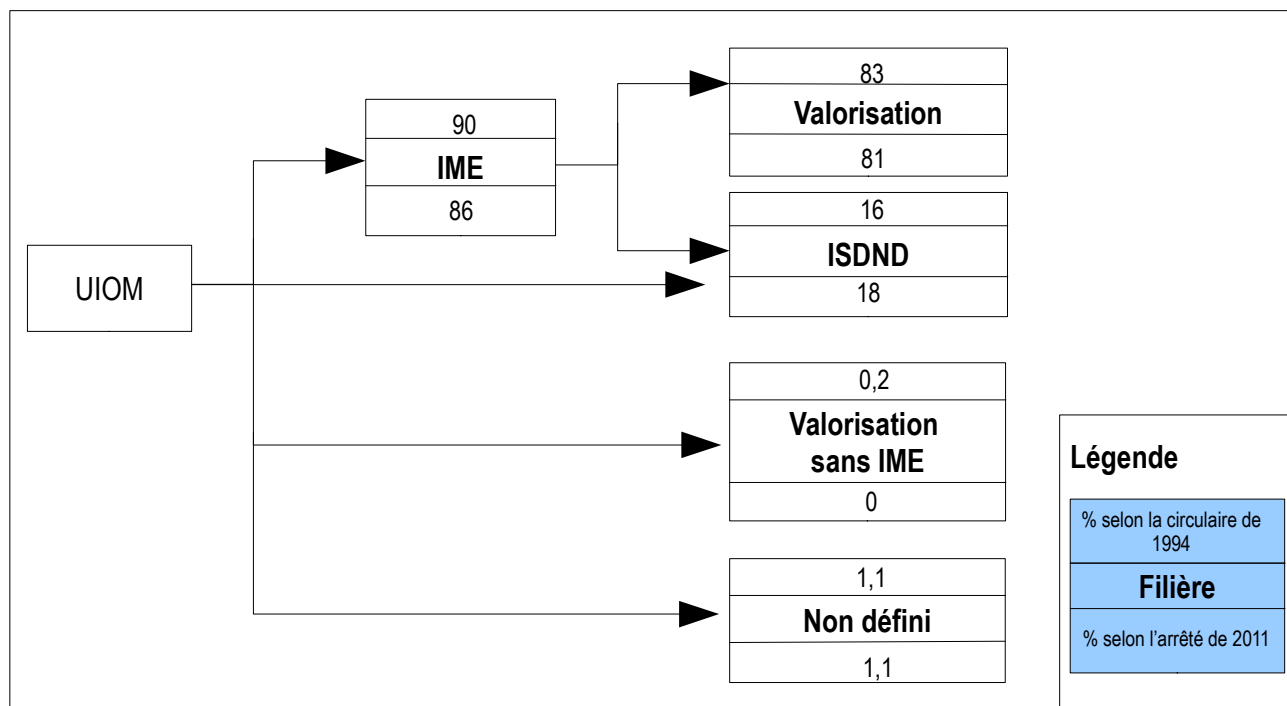 UIOM
90
IME
86
83
Valorisation
81
16
ISDND
18
0,2
Valorisation
sans IME
0
1,1
Non défini
1,1
Légende
% selon la circulaire de
1994
Filière
% selon l’arrêté de 2011